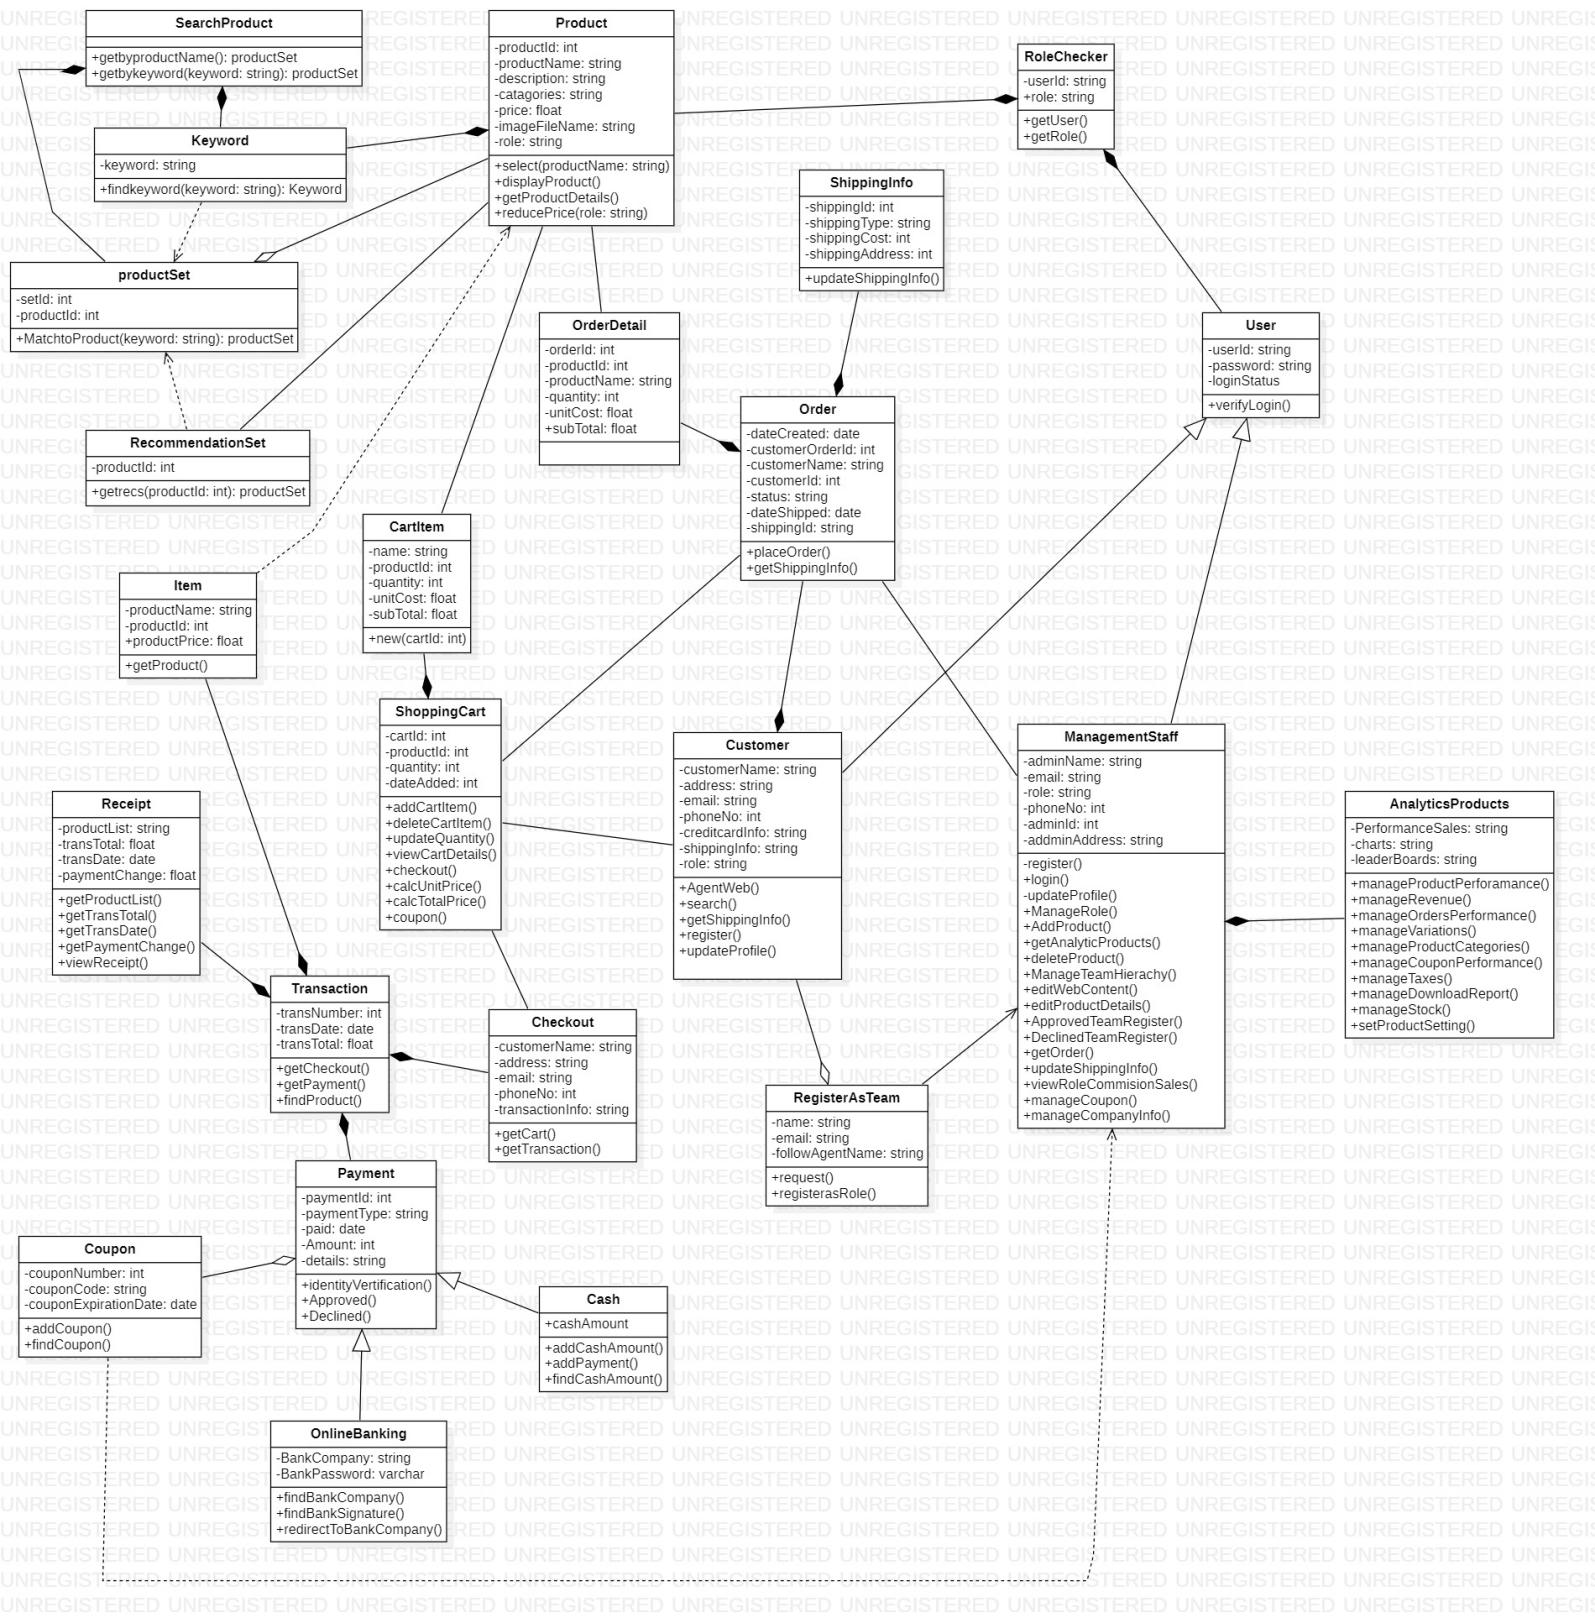 SearchProduct
+getbyproductName(): productSet
+getbykeyword(keyword: string): productSet
Keyword
-keyword: string
+findkeyword(keyword: string): Keyword
productSet
-setId: int
-productId: int
+MatchtoProduct(keyword: string): productSet
RecommendationSet
-productId: int
+getrecs(productId: int): productSet
Product
-productId: int
-productName: string
-description: string
-catagories: string
-price: float
-imageFileName: string
-role: string
+select(productName: string)
+displayProduct()
+getProductDetails()
+reducePrice(role: string)
RoleChecker
-userId: string
+role: string
+getUser()
+getRole()
ShippingInfo
-shippingId: int
-shippingType: string
-shippingCost: int
-shippingAddress: int
+updateShippingInfo()
OrderDetail
-orderId: int
-productId: int
-productName: string
-quantity: int
-unitCost: float
+subTotal: float
User
-userId: string
-password: string
-loginStatus
+verifyLogin()
Order
-dateCreated: date
-customerOrderId: int
-customerName: string
-customerId: int
-status: string
-dateShipped: date
-shippingId: string
+placeOrder()
+getShippingInfo()
CartItem
-name: string
-productId: int
-quantity: int
-unitCost: float
-subTotal: float
+new(cartId: int)
Item
-productName: string
-productId: int
+productPrice: float
+getProduct()
ShoppingCart
-cartId: int
-productId: int
-quantity: int
-dateAdded: int
+addCartItem()
+deleteCartItem()
+updateQuantity()
+viewCartDetails()
+checkout()
+calcUnitPrice()
+calcTotalPrice()
+coupon()
Customer
-customerName: string
-address: string
-email: string
-phoneNo: int
-creditcardInfo: string
-shippingInfo: string
-role: string
+AgentWeb()
+search()
+getShippingInfo()
+register()
+updateProfile()
ManagementStaff
-adminName: string
-email: string
-role: string
-phoneNo: int
-adminId: int
-addminAddress: string
-register()
+login()
-updateProfile()
+ManageRole()
+AddProduct()
+getAnalyticProducts()
+deleteProduct()
+ManageTeamHierachy()
+editWebContent()
+editProductDetails()
+ApprovedTeamRegister()
+DeclinedTeamRegister()
+getOrder()
+updateShippingInfo()
+viewRoleCommisionSales()
+manageCoupon()
+manageCompanyInfo()
AnalyticsProducts
-PerformanceSales: string
-charts: string
-leaderBoards: string
+manageProductPerforamance()
+manageRevenue()
+manageOrdersPerformance()
+manageVariations()
+manageProductCategories()
+manageCouponPerformance()
+manageTaxes()
+manageDownloadReport()
+manageStock()
+setProductSetting()
Receipt
-productList: string
-transTotal: float
-transDate: date
-paymentChange: float
+getProductList()
+getTransTotal()
+getTransDate()
+getPaymentChange()
+viewReceipt()
Transaction
-transNumber: int
-transDate: date
-transTotal: float
+getCheckout()
+getPayment()
+findProduct()
Checkout
-customerName: string
-address: string
-email: string
-phoneNo: int
-transactionInfo: string
+getCart()
+getTransaction()
RegisterAsTeam
-name: string
-email: string
-followAgentName: string
+request()
+registerasRole()
Payment
-paymentId: int
-paymentType: string
-paid: date
-Amount: int
-details: string
+identityVertification()
+Approved()
+Declined()
Coupon
-couponNumber: int
-couponCode: string
-couponExpirationDate: date
+addCoupon()
+findCoupon()
Cash
+cashAmount
+addCashAmount()
+addPayment()
+findCashAmount()
OnlineBanking
-BankCompany: string
-BankPassword: varchar
+findBankCompany()
+findBankSignature()
+redirectToBankCompany()
UNREGISTERED